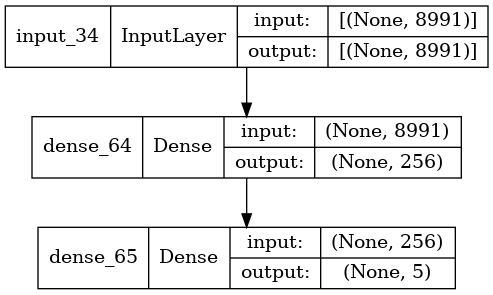 input_34 InputLayer input: [(None, 8991)]
output: [(None, 8991)]
dense_64 Dense input: (None, 8991)
output: (None, 256)
dense_65 Dense input: (None, 256)
output: (None, 5)